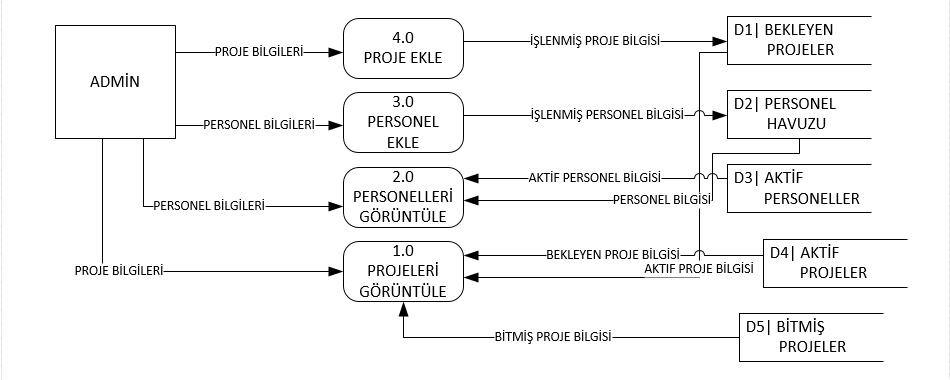 ADMİN
PROJE BİLGİLERİ
4.0
PROJE EKLE
İŞLENMİŞ PROJE BİLGİSİ
D1| BEKLEYEN
PROJELER
PERSONEL BİLGİLERİ
3.0
PERSONEL
EKLE
İŞLENMİŞ PERSONEL BİLGİSİ
D2| PERSONEL
HAVUZU
PERSONEL BİLGİLERİ
2.0
PERSONELLERİ
GÖRÜNTÜLE
AKTİF PERSONEL BİLGİSİ
PERSONEL BİLGİSİ
D3| AKTİF
PERSONELLER
PROJE BİLGİLERİ
1.0
PROJELERİ
GÖRÜNTÜLE
BEKLEYEN PROJE BİLGİSİ
AKTIF PROJE BİLGİSİ
D4| AKTİF
PROJELER
BİTMİŞ PROJE BİLGİSİ
D5| BİTMİŞ
PROJELER